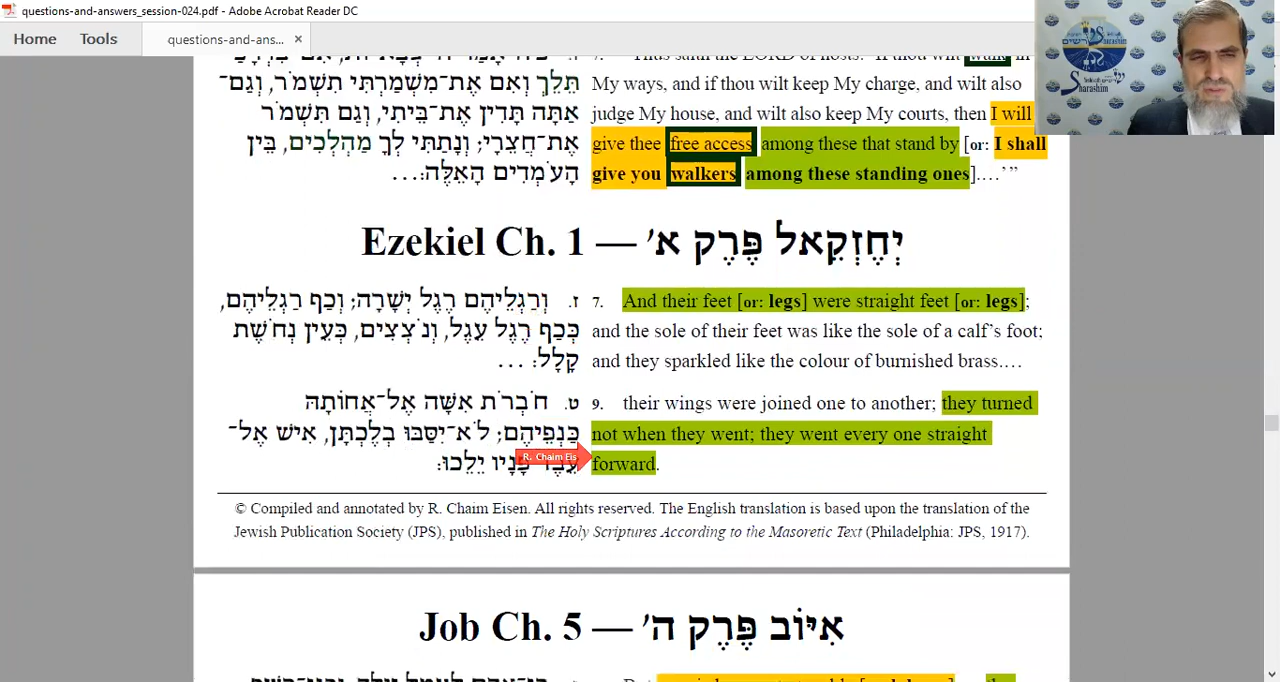 questions-and-answers_session-024.pdf - Adobe Acrobat Reader DC
Home Tools questions-and-ans... ×
My ways, and if thou wilt keep My charge, and wilt also
judge My house, and wilt also keep My courts, then I will
give thee free access among these that stand by [or: I shall
give you walkers among these standing ones].…’”
תֵּלֵךְ וְאִם אֶת־מִשְׁמַרְתִּי תִשְׁמֹר, וְגַם־
אַתָּה תָּדִין אֶת־בֵּיתִי, וְגַם תִּשְׁמֹר
אֶת־חֲצֵרָי; וְנָתַתִּי לְךָ מַהְלְכִים, בֵּין
הָעֹמְדִים הָאֵלֶּה:…
Ezekiel Ch. 1 — יְחֶזְקֵאל פֶּרֶק א׳
7. And their feet [or: legs] were straight feet [or: legs];
and the sole of their feet was like the sole of a calf’s foot;
and they sparkled like the colour of burnished brass.…
ז. וְרַגְלֵיהֶם רֶגֶל יְשָׁרָה; וְכַף רַגְלֵיהֶם,
כְּכַף רֶגֶל עֵגֶל, וְנֹצְצִים, כְּעֵין נְחֹשֶׁת
קָלָל: …
9. their wings were joined one to another; they turned
not when they went; they went every one straight
forward.
ט. חֹבְרֹת אִשָּׁה אֶל־אֲחוֹתָהּ
כַּנְפֵיהֶם; לֹא־יִסַּבּוּ בְלֶכְתָּן, אִישׁ אֶל־
פָּנָיו יֵלֵכוּ:
R. Chaim Eis
© Compiled and annotated by R. Chaim Eisen. All rights reserved. The English translation is based upon the translation of the
Jewish Publication Society (JPS), published in The Holy Scriptures According to the Masoretic Text (Philadelphia: JPS, 1917).
Job Ch. 5 — אִיּוֹב פֶּרֶק ה׳